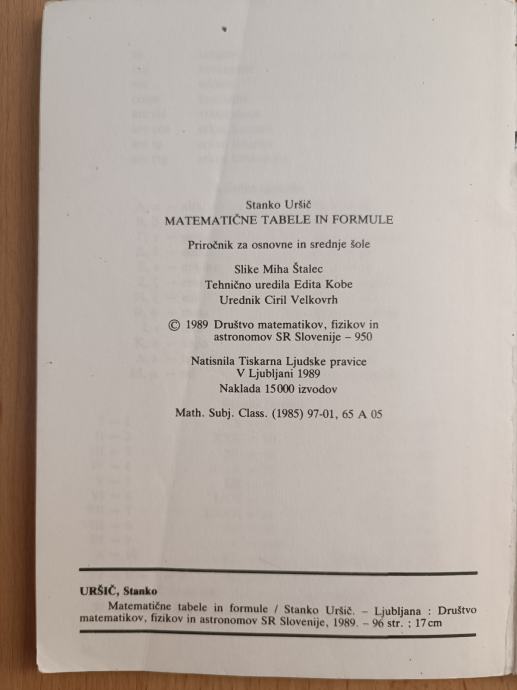 Stanko Uršič
MATEMATIČNE TABELE IN FORMULE
Priročnik za osnovne in srednje šole
Slike Miha Štalec
Tehnično uredila Edita Kobe
Urednik Ciril Velkovrh
© 1989 Društvo matematikov, fizikov in
astronomov SR Slovenije – 950
Natisnila Tiskarna Ljudske pravice
V Ljubljani 1989
Naklada 15000 izvodov
Math. Subj. Class. (1985) 97-01, 65 A 05
URŠIČ, Stanko
Matematične tabele in formule / Stanko Uršič. – Ljubljana : Društvo
matematikov, fizikov in astronomov SR Slovenije, 1989. – 96 str. ; 17 cm